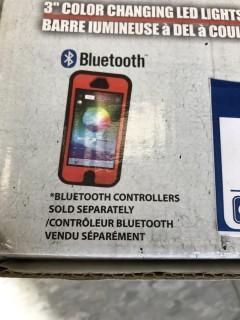 3" COLOR CHANGING LED LIGHTS
BARRE LUMINEUSE À DEL À COUL
Bluetooth
*BLUETOOTH CONTROLLERS
SOLD SEPARATELY
/CONTRÔLEUR BLUETOOTH
VENDU SÉPARÉMENT